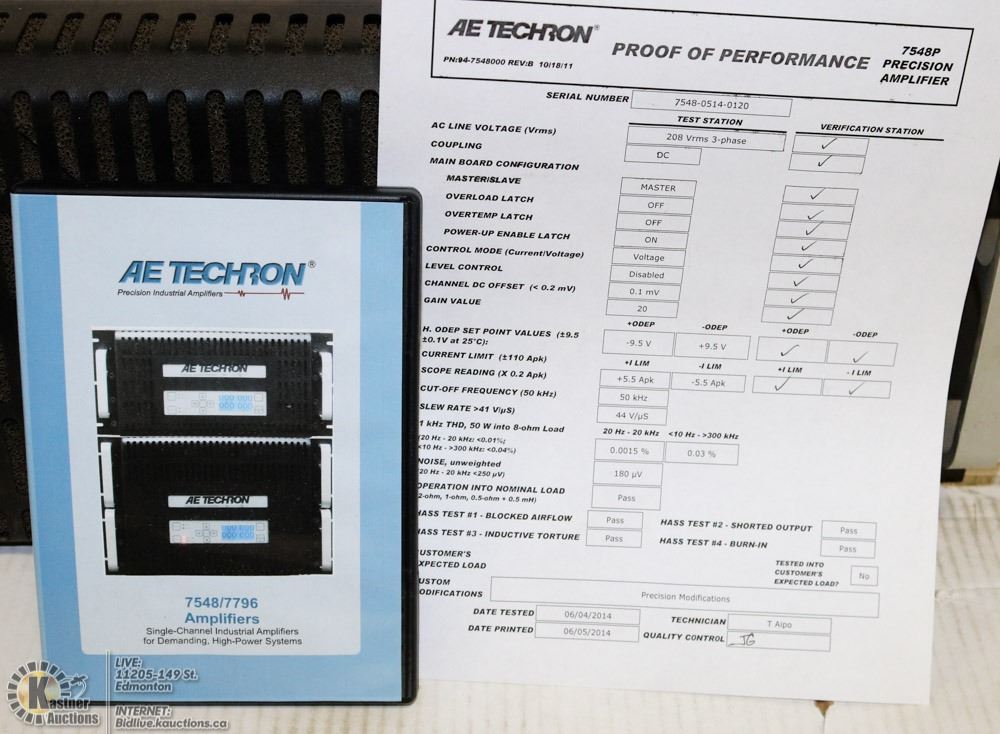 AE TECHRON®
PN:94-7548000 REV:B 10/18/11
PROOF OF PERFORMANCE
7548P
PRECISION
AMPLIFIER
SERIAL NUMBER 7548-0514-0120
TEST STATION VERIFICATION STATION
AC LINE VOLTAGE (Vrms) 208 Vrms 3-phase ✓
COUPLING DC ✓
MAIN BOARD CONFIGURATION
MASTER/SLAVE MASTER ✓
OVERLOAD LATCH OFF ✓
OVERTEMP LATCH OFF ✓
POWER-UP ENABLE LATCH ON ✓
CONTROL MODE (Current/Voltage) Voltage ✓
LEVEL CONTROL Disabled ✓
CHANNEL DC OFFSET (< 0.2 mV) 0.1 mV ✓
GAIN VALUE 20 ✓
+ODEP -ODEP +ODEP -ODEP
H. ODEP SET POINT VALUES (±9.5
±0.1V at 25°C): -9.5 V +9.5 V ✓ ✓
CURRENT LIMIT (±110 Apk) +I LIM -I LIM +I LIM - I LIM
SCOPE READING (X 0.2 Apk) +5.5 Apk -5.5 Apk ✓ ✓
CUT-OFF FREQUENCY (50 kHz) 50 kHz
SLEW RATE >41 V/µS) 44 V/µS
1 kHz THD, 50 W into 8-ohm Load 20 Hz - 20 kHz <10 Hz - >300 kHz
(20 Hz - 20 kHz: <0.01%;
<10 Hz - >300 kHz: <0.04%) 0.0015 % 0.03 %
NOISE, unweighted
20 Hz - 20 kHz <250 µV) 180 µV
OPERATION INTO NOMINAL LOAD
2-ohm, 1-ohm, 0.5-ohm + 0.5 mH) Pass
HASS TEST #1 - BLOCKED AIRFLOW Pass HASS TEST #2 - SHORTED OUTPUT Pass
HASS TEST #3 - INDUCTIVE TORTURE Pass HASS TEST #4 - BURN-IN Pass
CUSTOMER'S
EXPECTED LOAD
TESTED INTO
CUSTOMER'S
EXPECTED LOAD? No
CUSTOM
MODIFICATIONS Precision Modifications
DATE TESTED 06/04/2014 TECHNICIAN T Aipo
DATE PRINTED 06/05/2014 QUALITY CONTROL JG
AE TECHRON®
Precision Industrial Amplifiers
AE TECHRON
AE TECHRON
7548/7796
Amplifiers
Single-Channel Industrial Amplifiers
for Demanding, High-Power Systems
Kastner
Auctions
LIVE:
11205-149 St.
Edmonton
INTERNET:
Bidlive.kauctions.ca